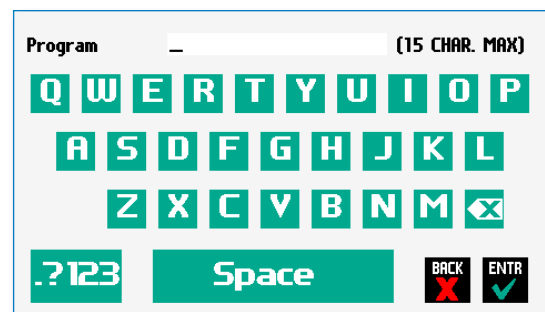 Program _ (15 CHAR. MAX)
Q W E R T Y U I O P
A S D F G H J K L
Z X C V B N M X
.?123 Space BACK X ENTR